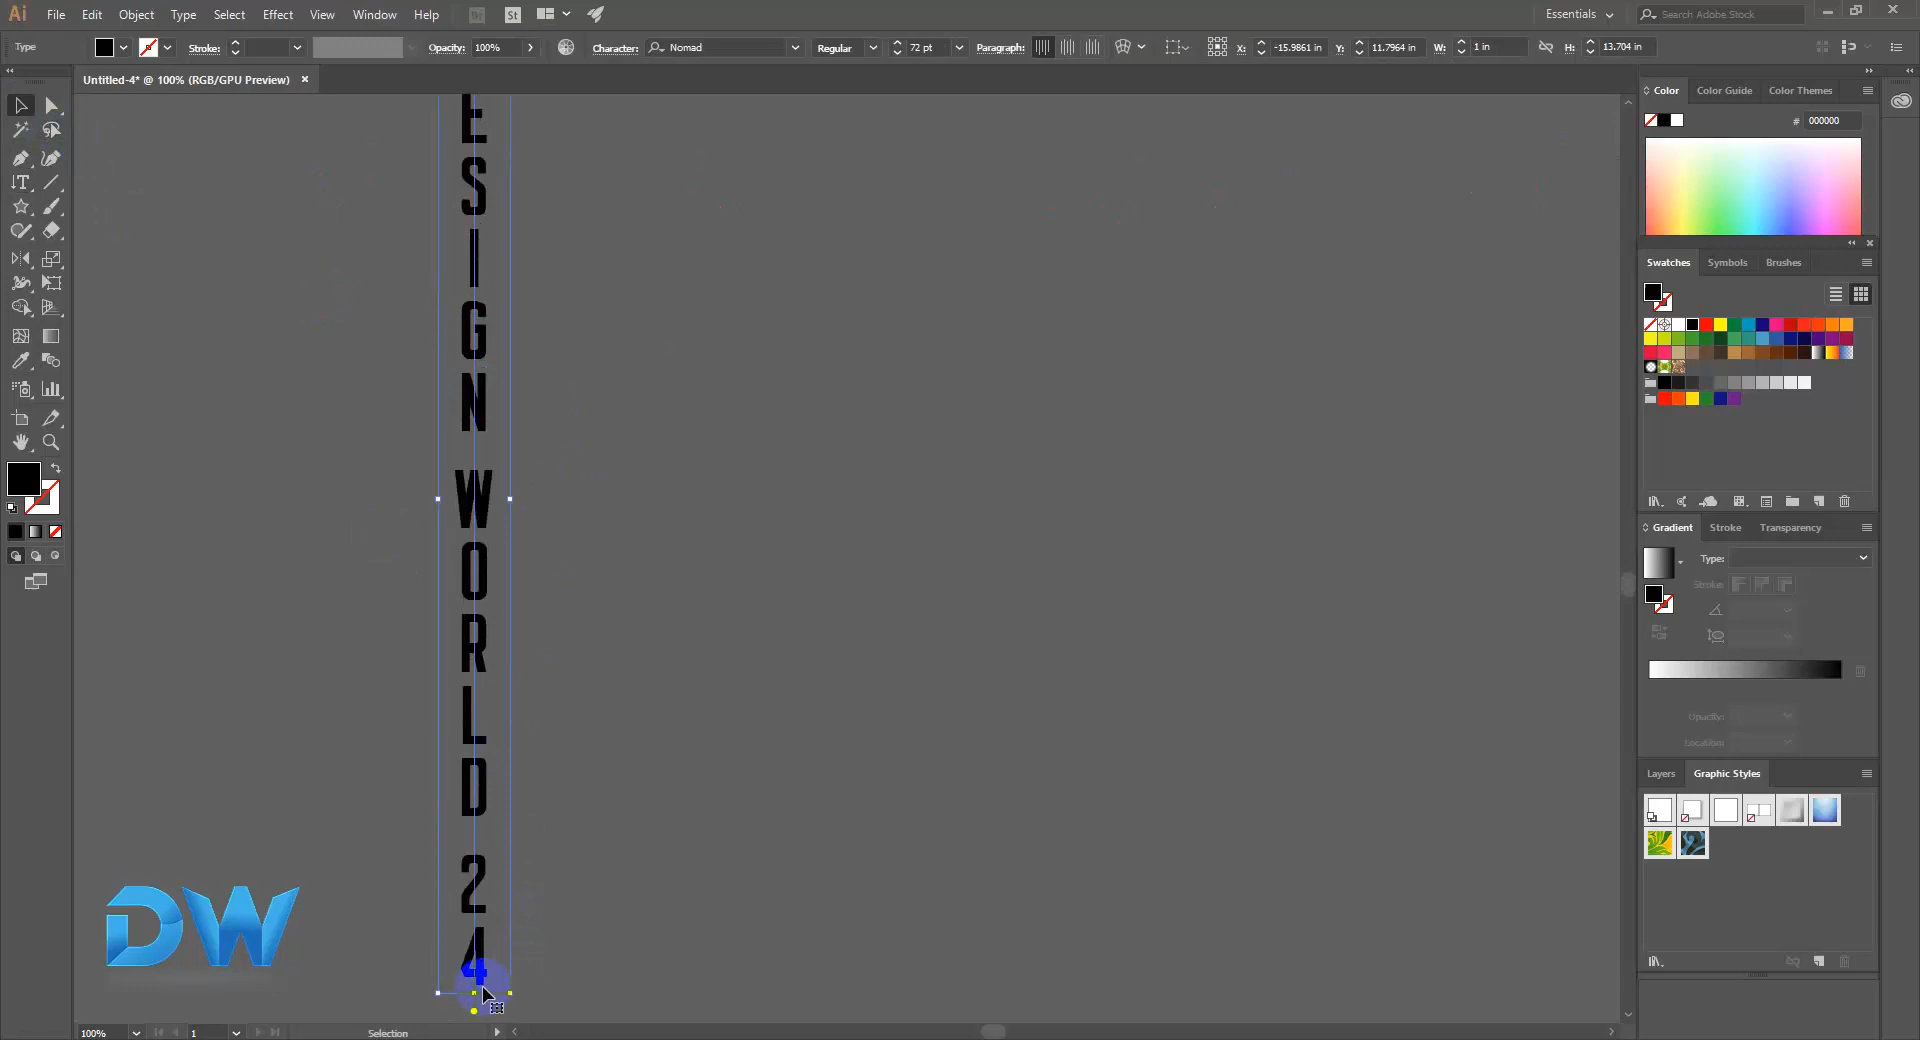 Ai File Edit Object Type Select Effect View Window Help Br St Essentials Search Adobe Stock
Type Stroke: Opacity: 100% Character: Nomad Regular 72 pt Paragraph: X: -15.9861 in Y: 11.7964 in W: 1 in H: 13.704 in
Untitled-4* @ 100% (RGB/GPU Preview)
Color Color Guide Color Themes
# 000000
Swatches Symbols Brushes
Gradient Stroke Transparency
Type:
Stroke:
Opacity:
Location:
Layers Graphic Styles
E
S
I
G
N
W
O
R
L
D
2
4
DW
100% 1 Selection